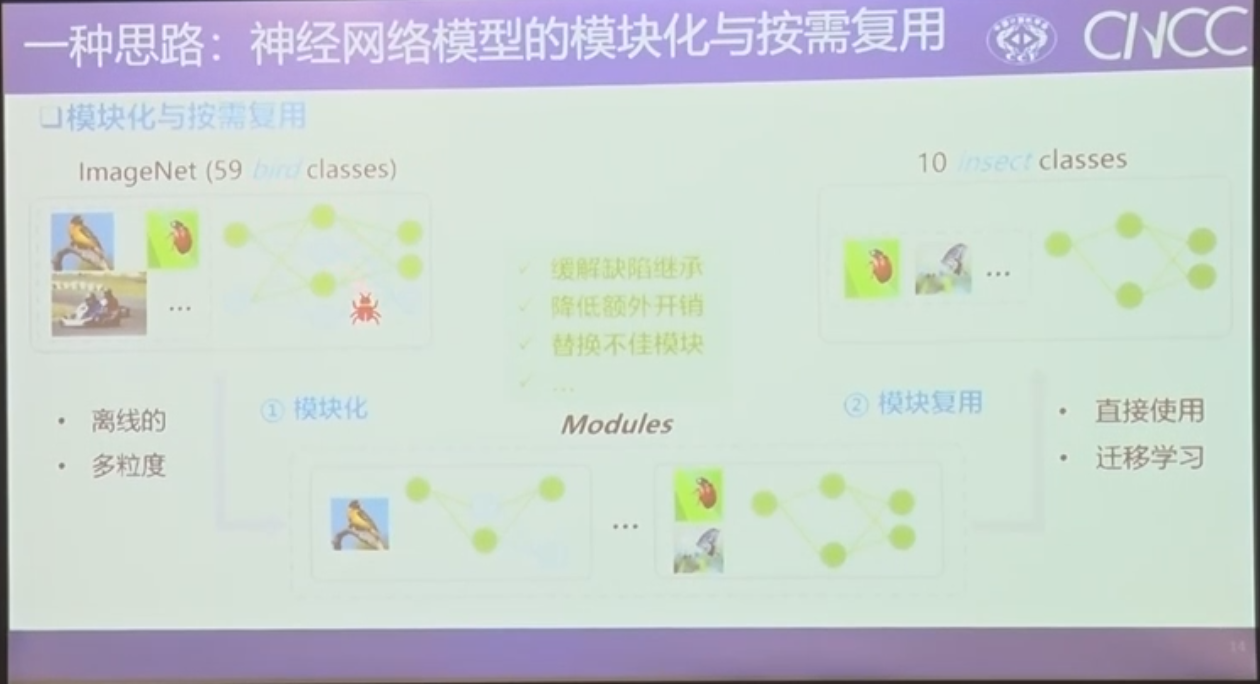 一种思路：神经网络模型的模块化与按需复用
CNCC
模块化与按需复用
ImageNet (59 bird classes)
10 insect classes
...
...
✓ 缓解缺陷继承
✓ 降低额外开销
✓ 替换不佳模块
✓ ...
• 离线的
• 多粒度
① 模块化
Modules
② 模块复用
• 直接使用
• 迁移学习
...
14